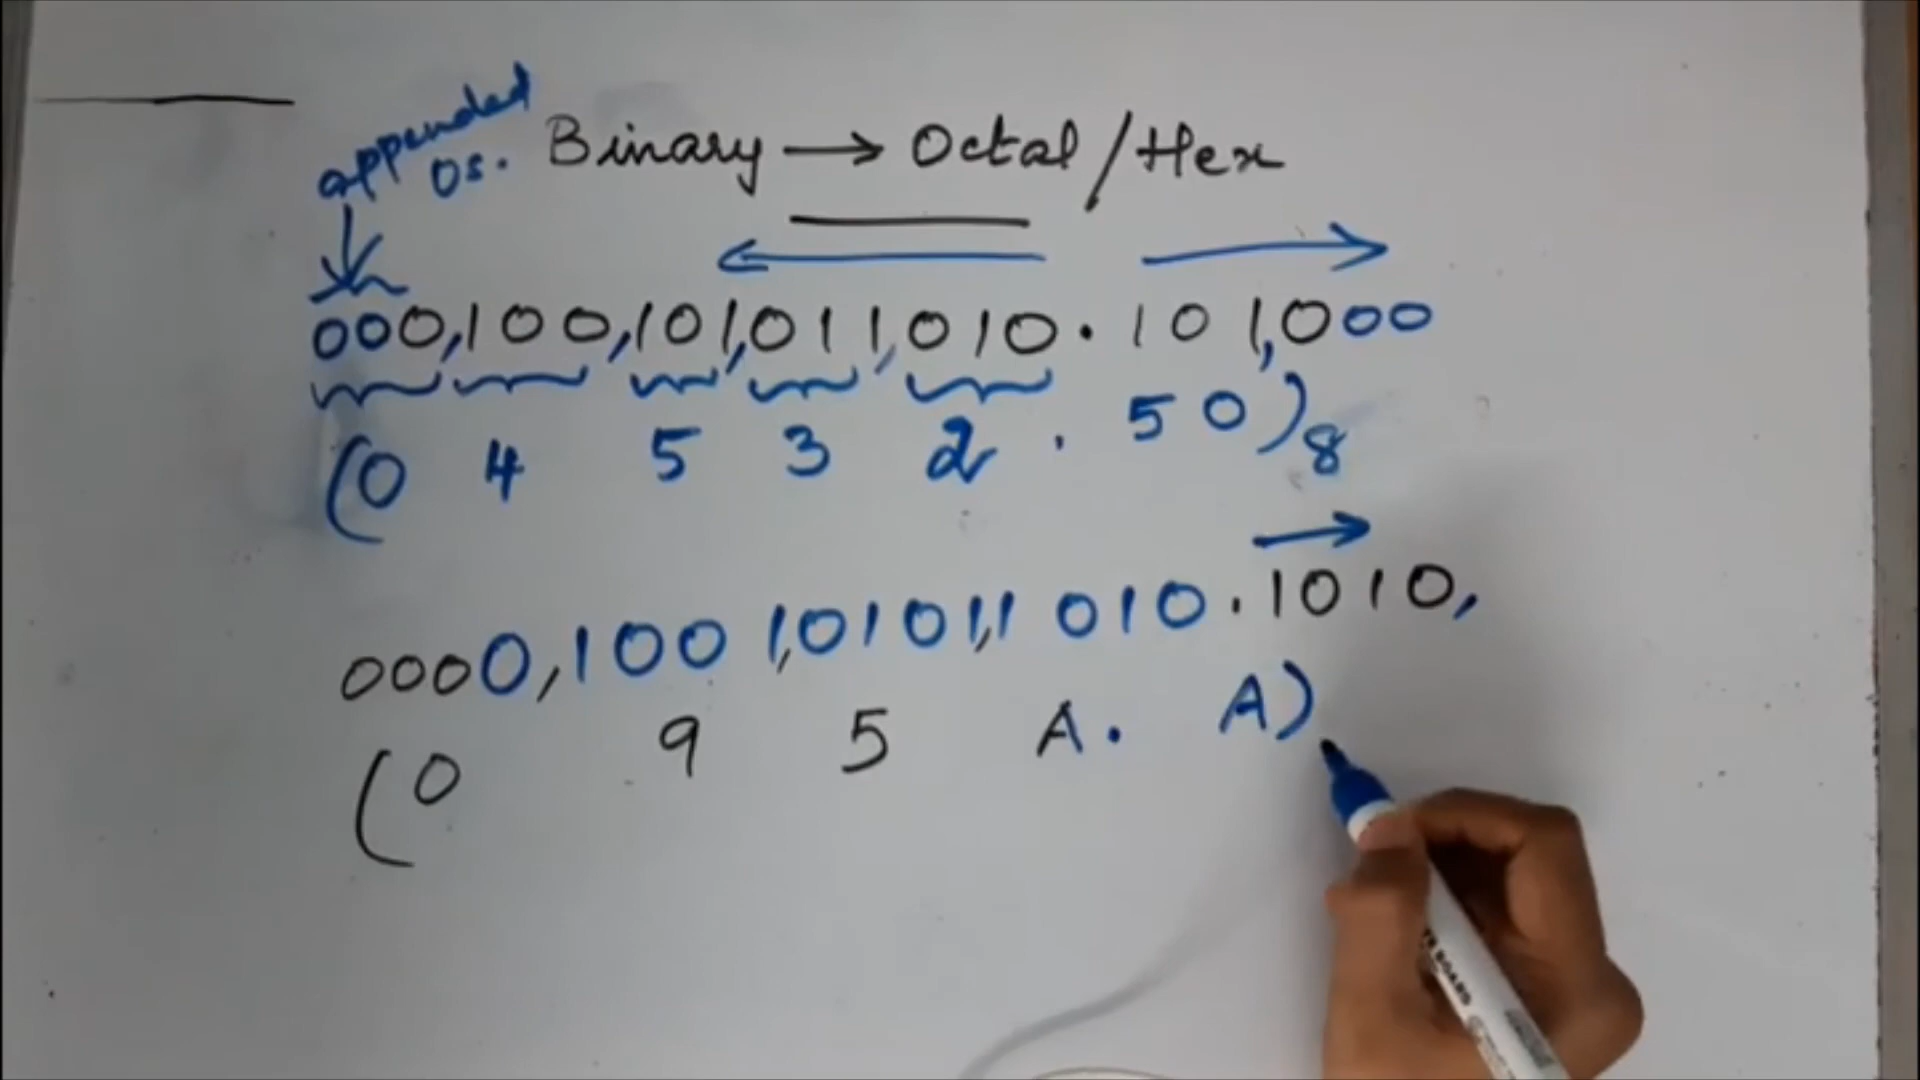 appended
0s.
Binary → Octal / Hex
000,100,101,011,010.101,000
(0 4 5 3 2 . 5 0)8
0000,1001,0101,1010.1010,
(0 9 5 A. A)